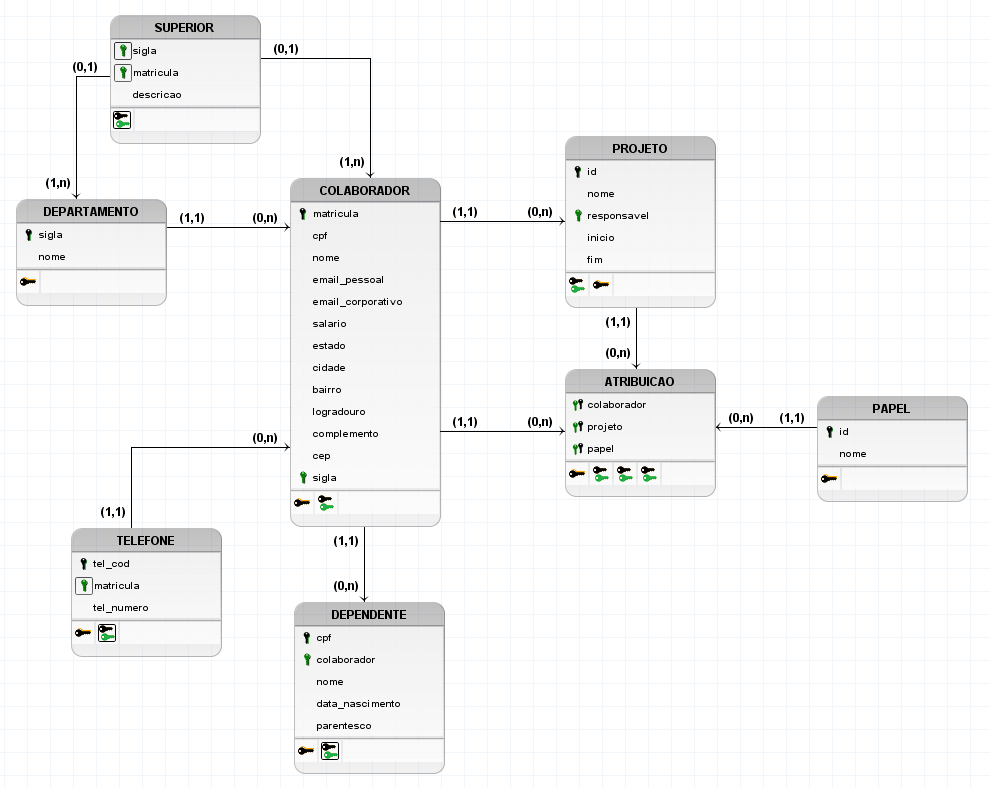 SUPERIOR
sigla
matricula
descricao
(0,1)
(0,1)
(1,n)
(1,n)
DEPARTAMENTO
sigla
nome
(1,1)
(0,n)
COLABORADOR
matricula
cpf
nome
email_pessoal
email_corporativo
salario
estado
cidade
bairro
logradouro
complemento
cep
sigla
(1,1)
(0,n)
PROJETO
id
nome
responsavel
inicio
fim
(1,1)
(0,n)
ATRIBUICAO
colaborador
projeto
papel
(1,1)
(0,n)
(0,n)
(1,1)
PAPEL
id
nome
(0,n)
(1,1)
TELEFONE
tel_cod
matricula
tel_numero
(1,1)
(0,n)
DEPENDENTE
cpf
colaborador
nome
data_nascimento
parentesco